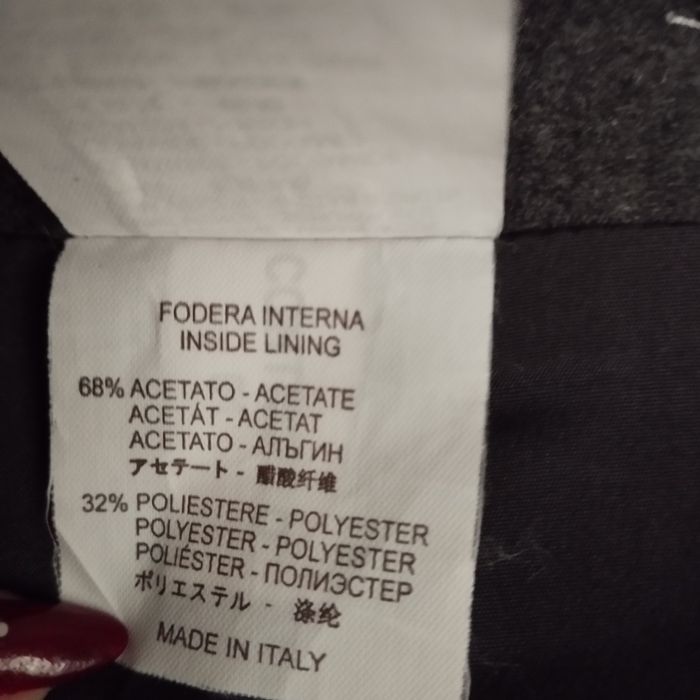 FODERA INTERNA
INSIDE LINING
68% ACETATO - ACETATE
ACETÁT - ACETAT
ACETATO - АЛЪГИН
アセテート - 醋酸纤维
32% POLIESTERE - POLYESTER
POLYESTER - POLYESTER
POLIÉSTER - ПОЛИЭСТЕР
ポリエステル - 涤纶
MADE IN ITALY